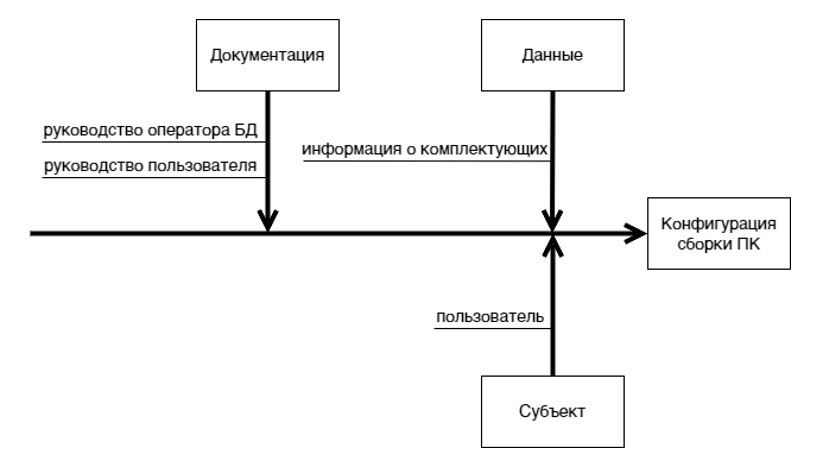 Документация
Данные
руководство оператора БД
руководство пользователя
информация о комплектующих
Конфигурация
сборки ПК
пользователь
Субъект